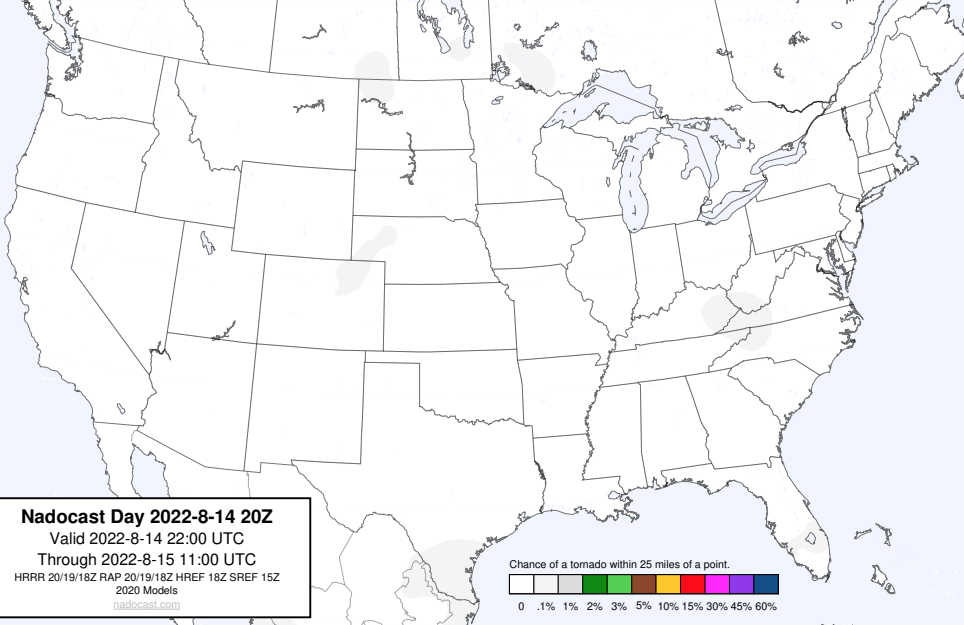 Nadocast Day 2022-8-14 20Z
Valid 2022-8-14 22:00 UTC
Through 2022-8-15 11:00 UTC
HRRR 20/19/18Z RAP 20/19/18Z HREF 18Z SREF 15Z
2020 Models
nadocast.com
Chance of a tornado within 25 miles of a point.
0 .1% 1% 2% 3% 5% 10% 15% 30% 45% 60%